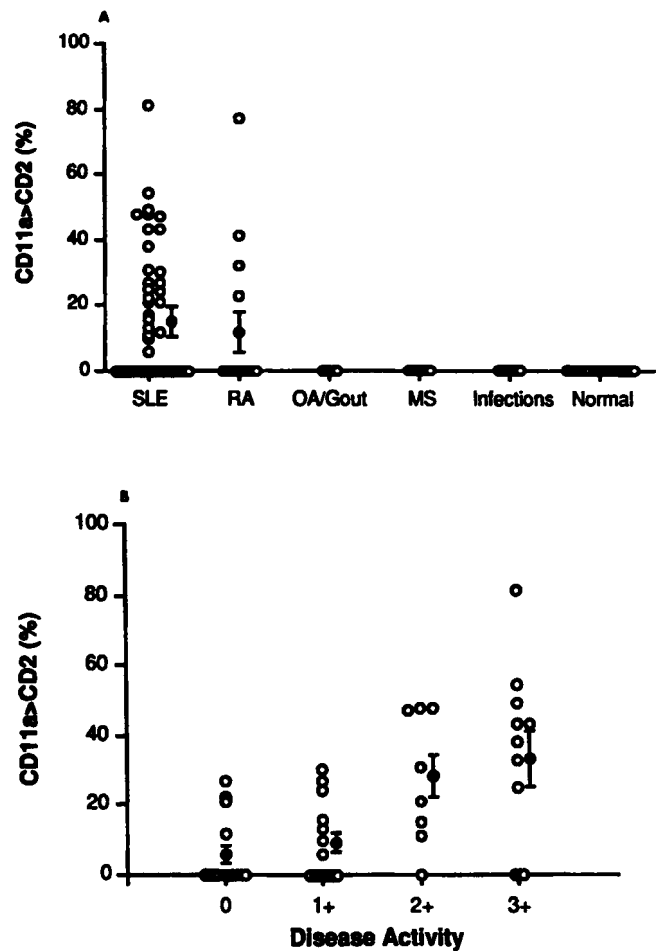 A
100
80
60
40
20
0
CD11a>CD2 (%)
SLE RA OA/Gout MS Infections Normal
B
100
80
60
40
20
0
CD11a>CD2 (%)
0 1+ 2+ 3+
Disease Activity